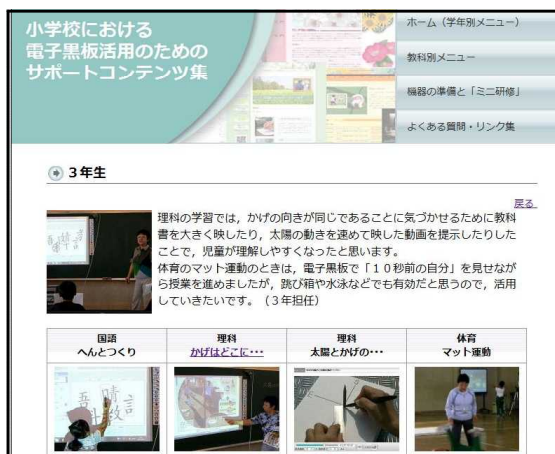 小学校における
電子黒板活用のための
サポートコンテンツ集
ホーム（学年別メニュー）
教科別メニュー
機器の準備と「ミニ研修」
よくある質問・リンク集
3年生
戻る
理科の学習では，かげの向きが同じであることに気づかせるために教科
書を大きく映したり，太陽の動きを速めて映した動画を提示したりした
ことで，児童が理解しやすくなったと思います。
体育のマット運動のときは，電子黒板で「１０秒前の自分」を見せなが
ら授業を進めましたが，跳び箱や水泳などでも有効だと思うので，活用
していきたいです。（３年担任）
国語
へんとつくり
理科
かげはどこに・・・
理科
太陽とかげの・・・
体育
マット運動